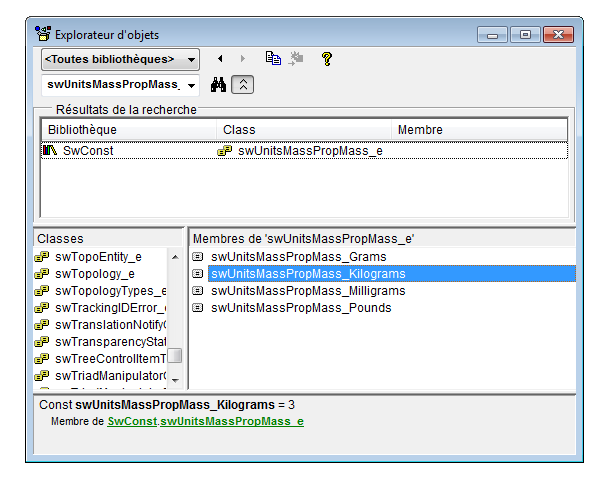 Explorateur d'objets
<Toutes bibliothèques>
swUnitsMassPropMass_
Résultats de la recherche
Bibliothèque Class Membre
SwConst swUnitsMassPropMass_e
Classes
swTopoEntity_e
swTopology_e
swTopologyTypes_e
swTrackingIDError_
swTranslationNotify
swTransparencyStat
swTreeControlItemT
swTriadManipulator
Membres de 'swUnitsMassPropMass_e'
swUnitsMassPropMass_Grams
swUnitsMassPropMass_Kilograms
swUnitsMassPropMass_Milligrams
swUnitsMassPropMass_Pounds
Const swUnitsMassPropMass_Kilograms = 3
Membre de SwConst.swUnitsMassPropMass_e